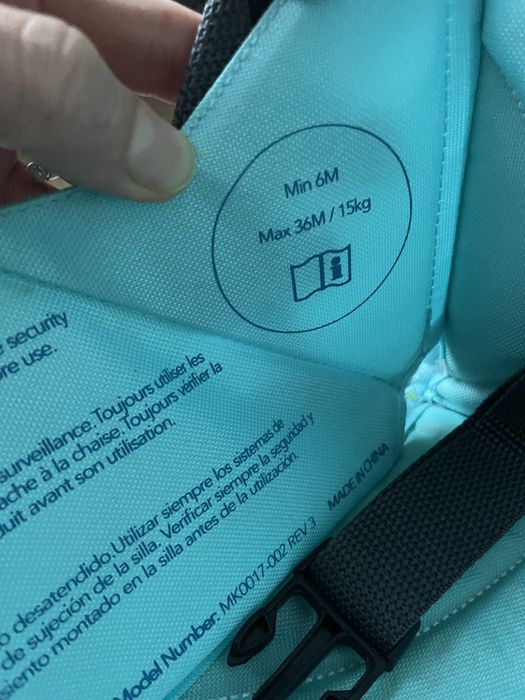 Min 6M
Max 36M / 15kg
security
re use.
surveillance. Toujours utiliser les
ache à la chaise. Toujours vérifier la
duit avant son utilisation.
o desatendido. Utilizar siempre los sistemas de
de sujeción de la silla. Verificar siempre la seguridad y
siento montado en la silla antes de la utilización.
Model Number: MK0017-002 REV.3 MADE IN CHINA